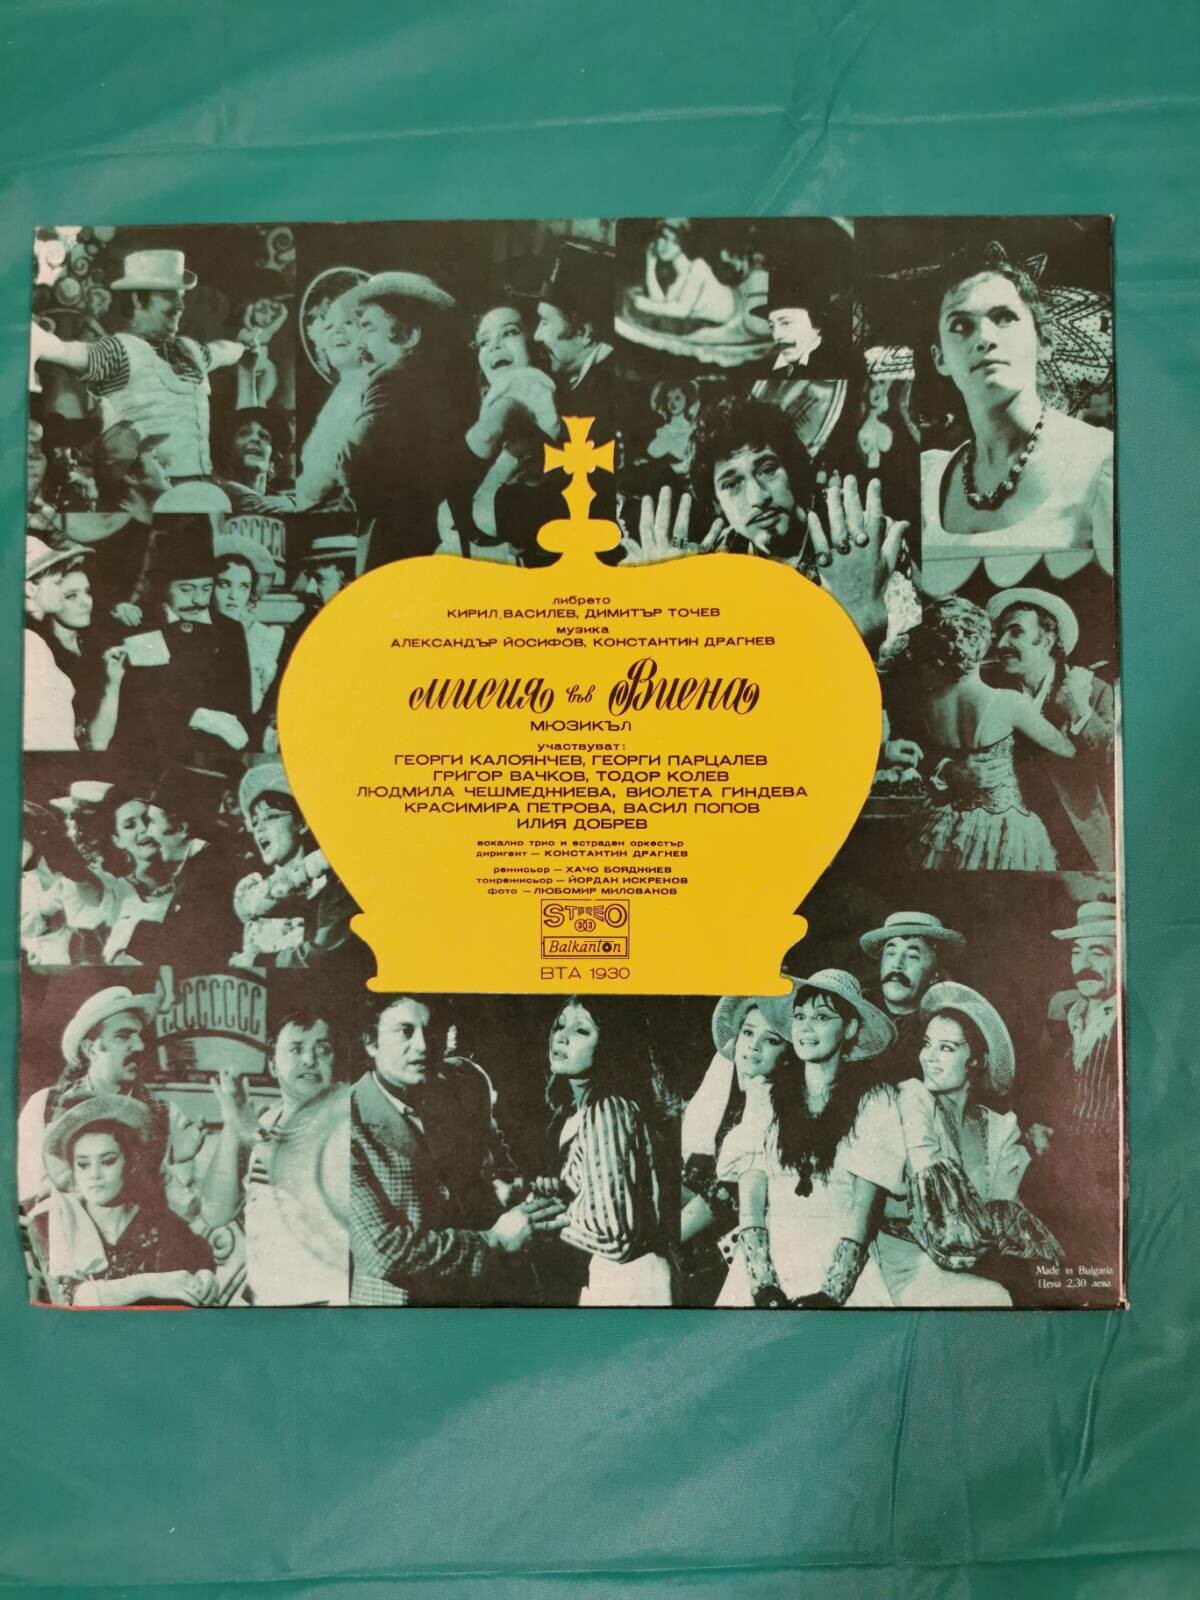 либрето
КИРИЛ ВАСИЛЕВ, ДИМИТЪР ТОЧЕВ
музика
АЛЕКСАНДЪР ЙОСИФОВ, КОНСТАНТИН ДРАГНЕВ
мисия във Виена
МЮЗИКЪЛ
участвуват:
ГЕОРГИ КАЛОЯНЧЕВ, ГЕОРГИ ПАРЦАЛЕВ
ГРИГОР ВАЧКОВ, ТОДОР КОЛЕВ
ЛЮДМИЛА ЧЕШМЕДЖИЕВА, ВИОЛЕТА ГИНДЕВА
КРАСИМИРА ПЕТРОВА, ВАСИЛ ПОПОВ
ИЛИЯ ДОБРЕВ
вокално трио и естраден оркестър
диригент – КОНСТАНТИН ДРАГНЕВ
режисьор – ХАЧО БОЯДЖИЕВ
тонрежисьор – ЙОРДАН ИСКРЕНОВ
фото – ЛЮБОМИР МИЛОВАНОВ
STEREO
33
Balkanton
ВТА 1930
Made in Bulgaria
Цена 2,30 лева